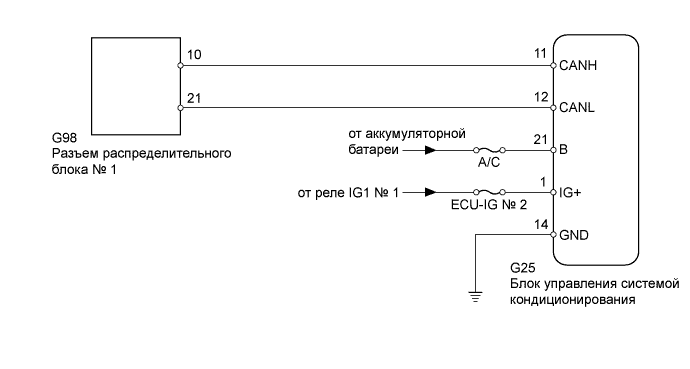 10
11
CANH
21
12
CANL
G98
Разъем распределительного
блока № 1
от аккумуляторной
батареи
A/C
21
B
от реле IG1 № 1
ECU-IG № 2
1
IG+
14
GND
G25
Блок управления системой
кондиционирования